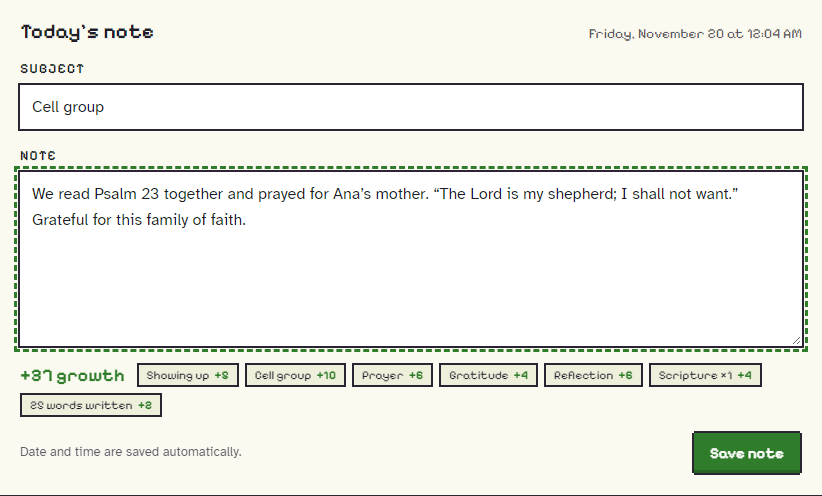 Today's note
Friday, November 20 at 12:04 AM
SUBJECT
Cell group
NOTE
We read Psalm 23 together and prayed for Ana’s mother. “The Lord is my shepherd; I shall not want.”
Grateful for this family of faith.
+37 growth
Showing up +5
Cell group +10
Prayer +6
Gratitude +4
Reflection +6
Scripture ×1 +4
25 words written +2
Date and time are saved automatically.
Save note